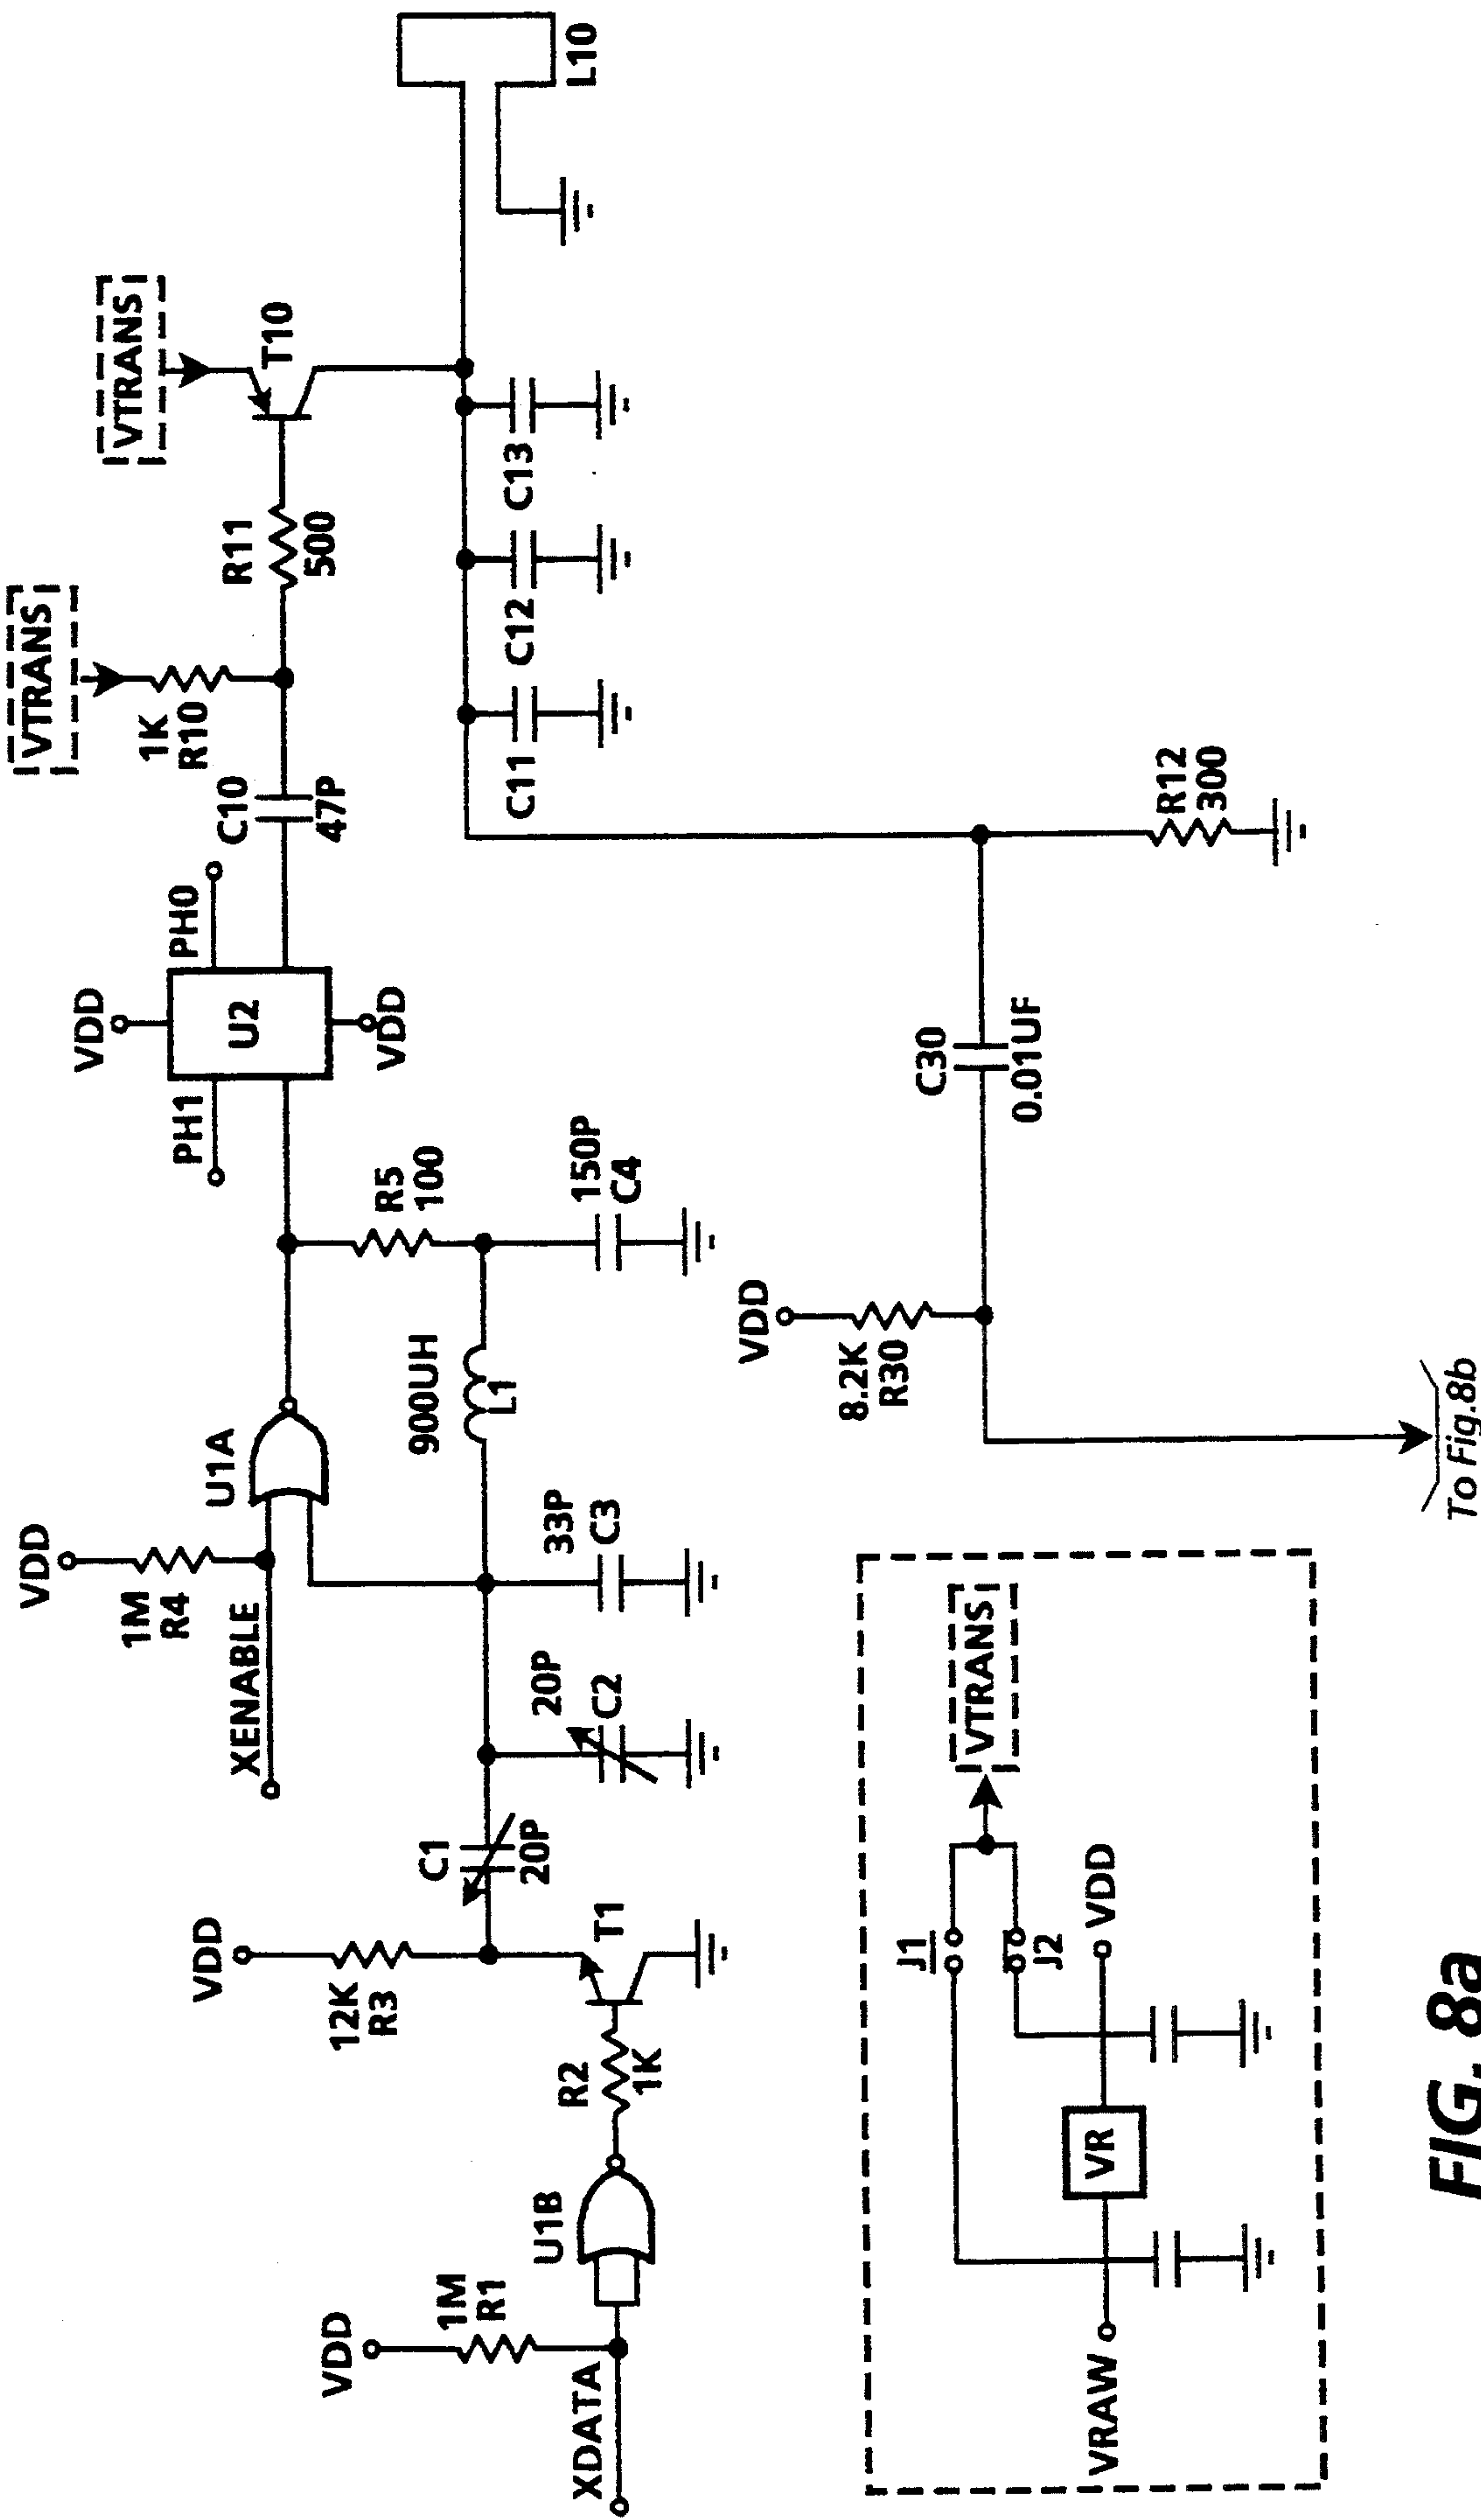 VDD
1M
R4
XENABLE
U1A
VDD
PH1
U2
VDD
PH0
C10
47P
VTRANS
1K
R10
R11
500
VTRANS
T10
L10
VDD
12K
R3
C1
20P
20P
C2
33P
C3
900UH
L1
R5
100
150P
C4
C11
C12
C13
VDD
1M
R1
XDATA
U1B
R2
1K
T1
VDD
8.2K
R30
C30
0.01UF
R12
300
J1
J2
VTRANS
VRAW
VR
VDD
To Fig.8b
FIG. 8a